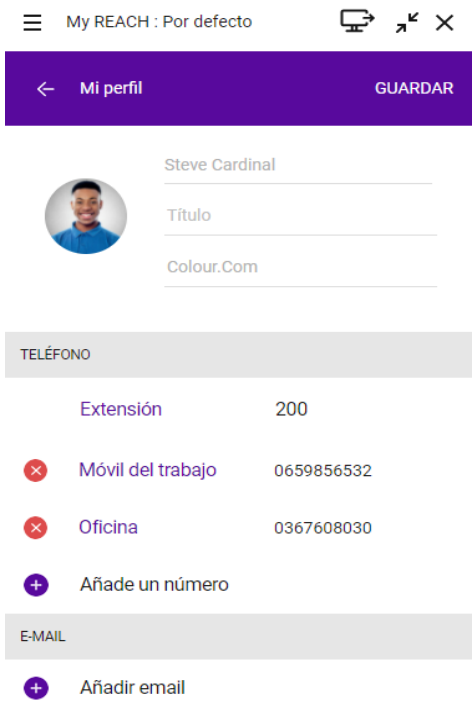 My REACH : Por defecto
Mi perfil GUARDAR
Steve Cardinal
Título
Colour.Com
TELÉFONO
Extensión 200
Móvil del trabajo 0659856532
Oficina 0367608030
Añade un número
E-MAIL
Añadir email